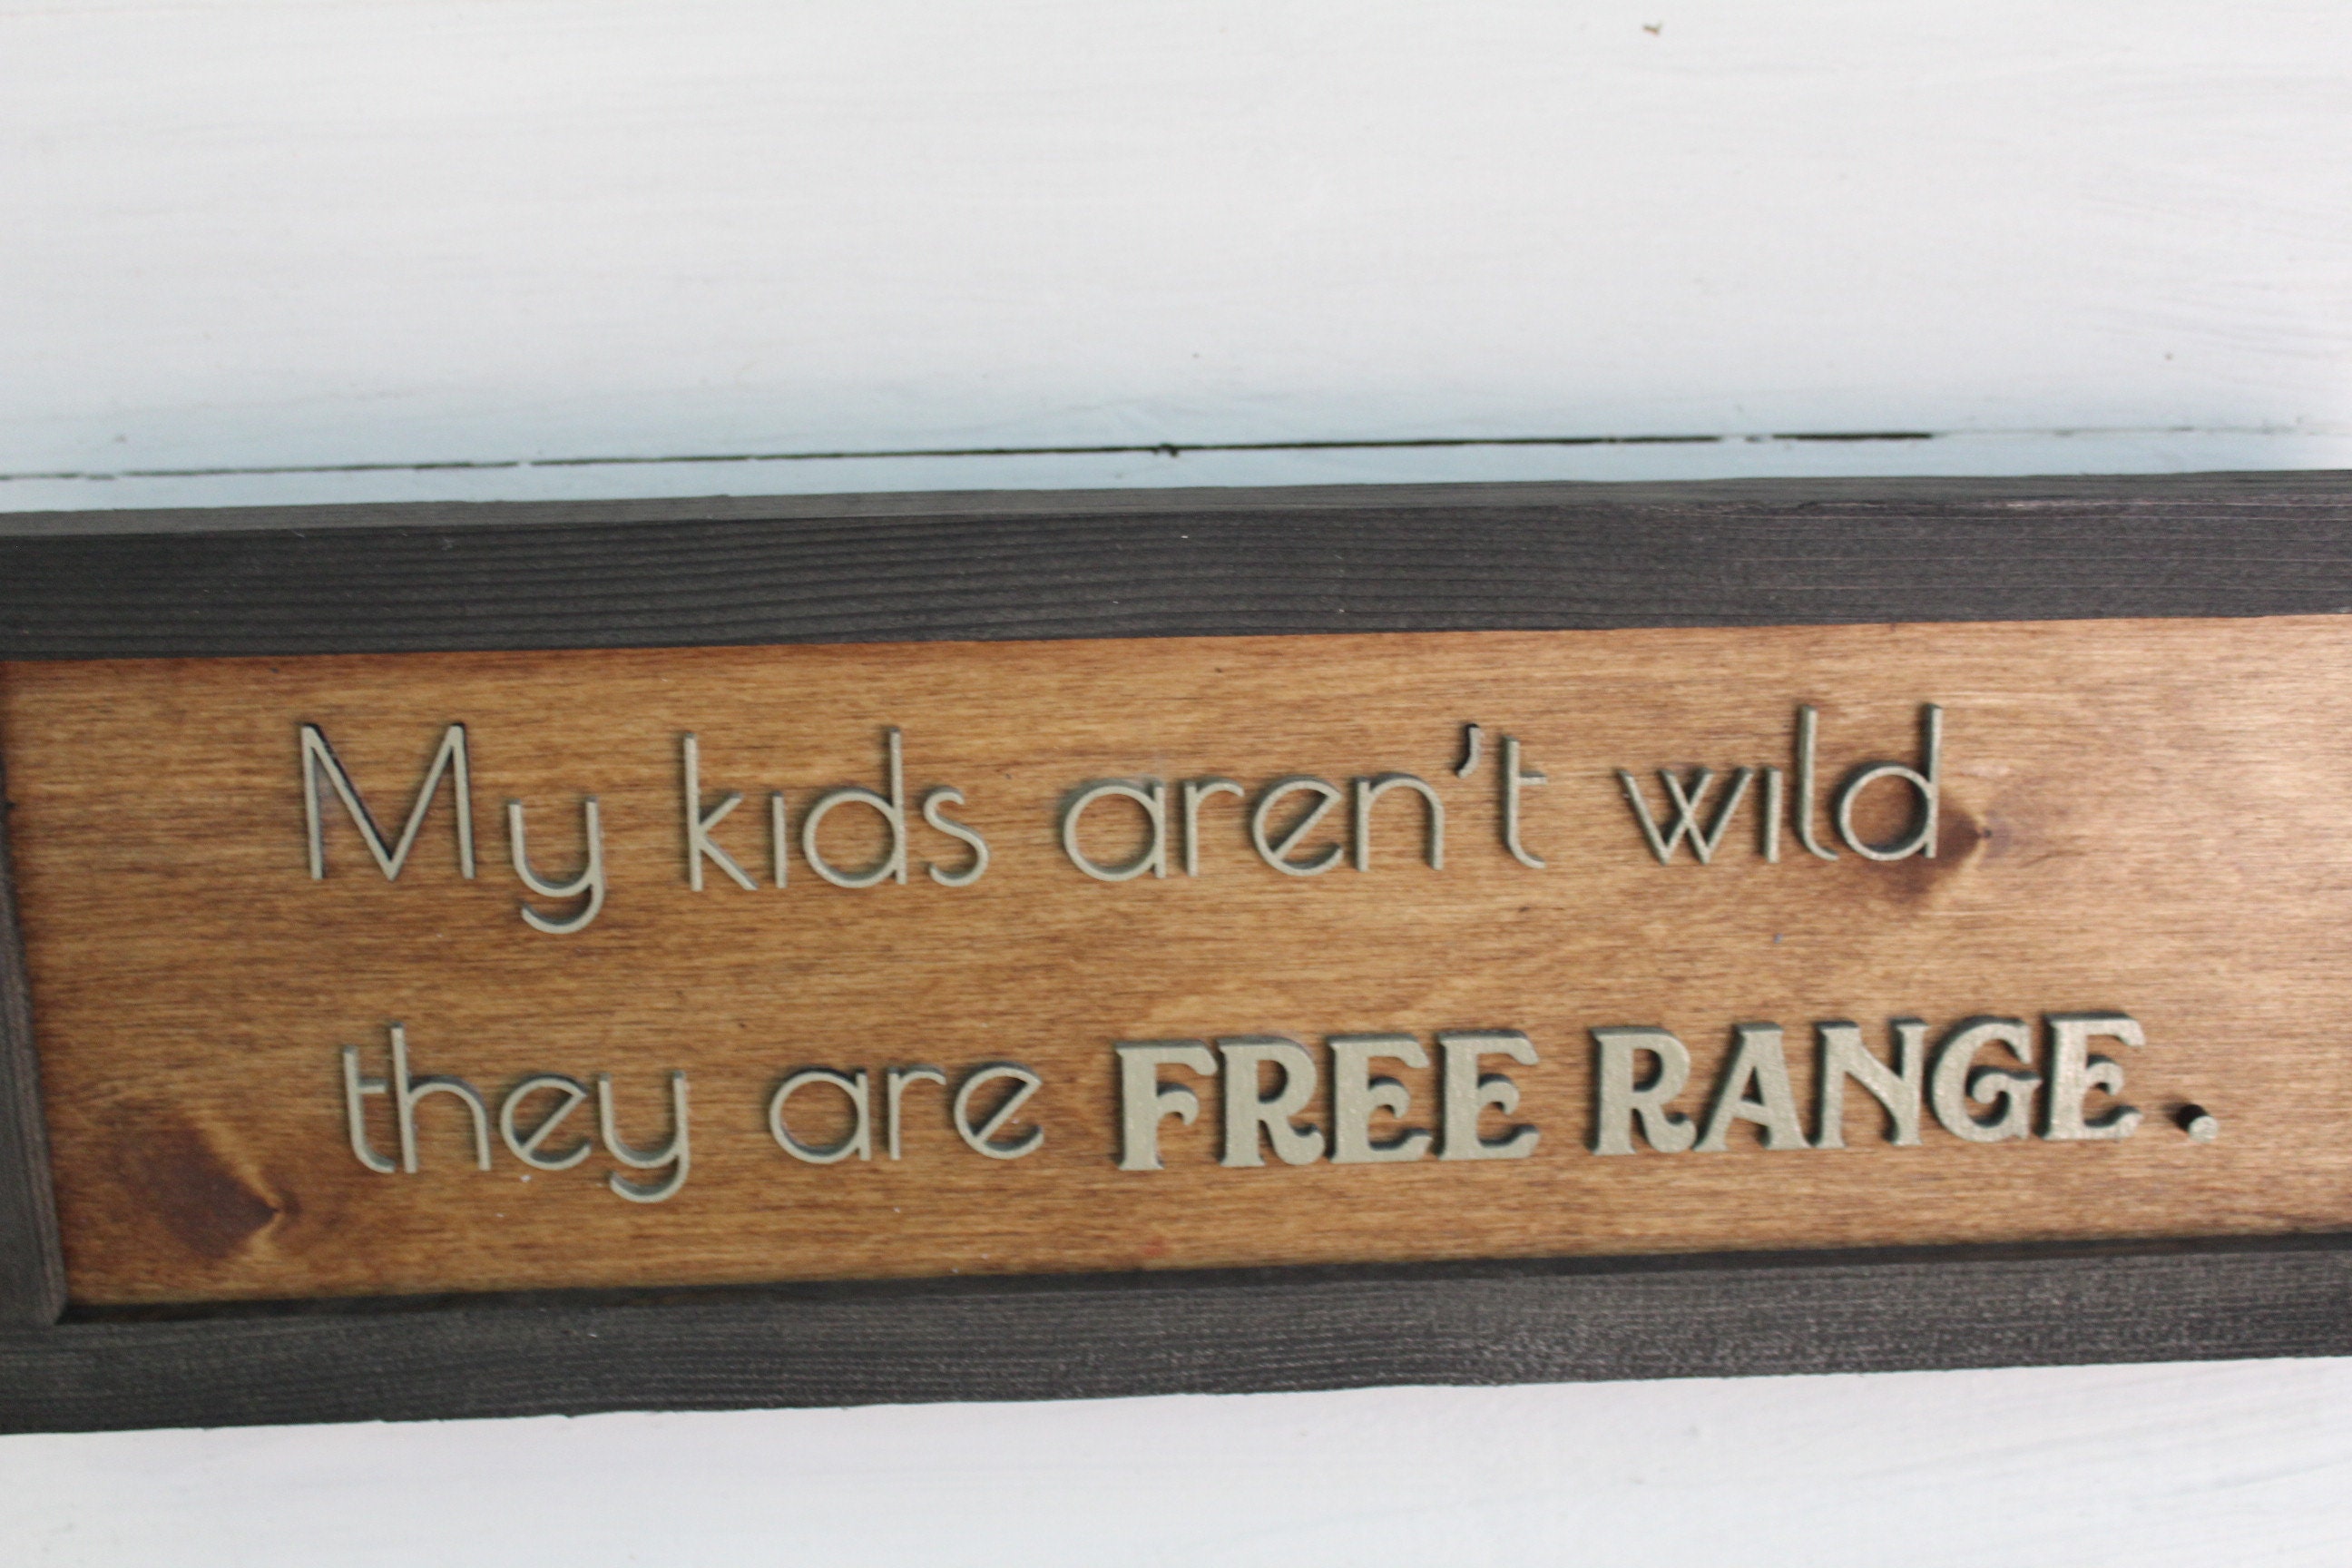 My kids aren't wild
they are FREE RANGE.